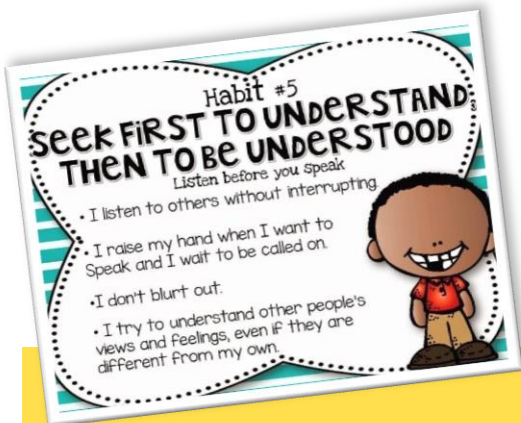 Habit #5
SEEK FIRST TO UNDERSTAND,
THEN TO BE UNDERSTOOD
Listen before you speak
• I listen to others without interrupting.
• I raise my hand when I want to
Speak and I wait to be called on.
•I don't blurt out.
• I try to understand other people's
views and feelings, even if they are
different from my own.